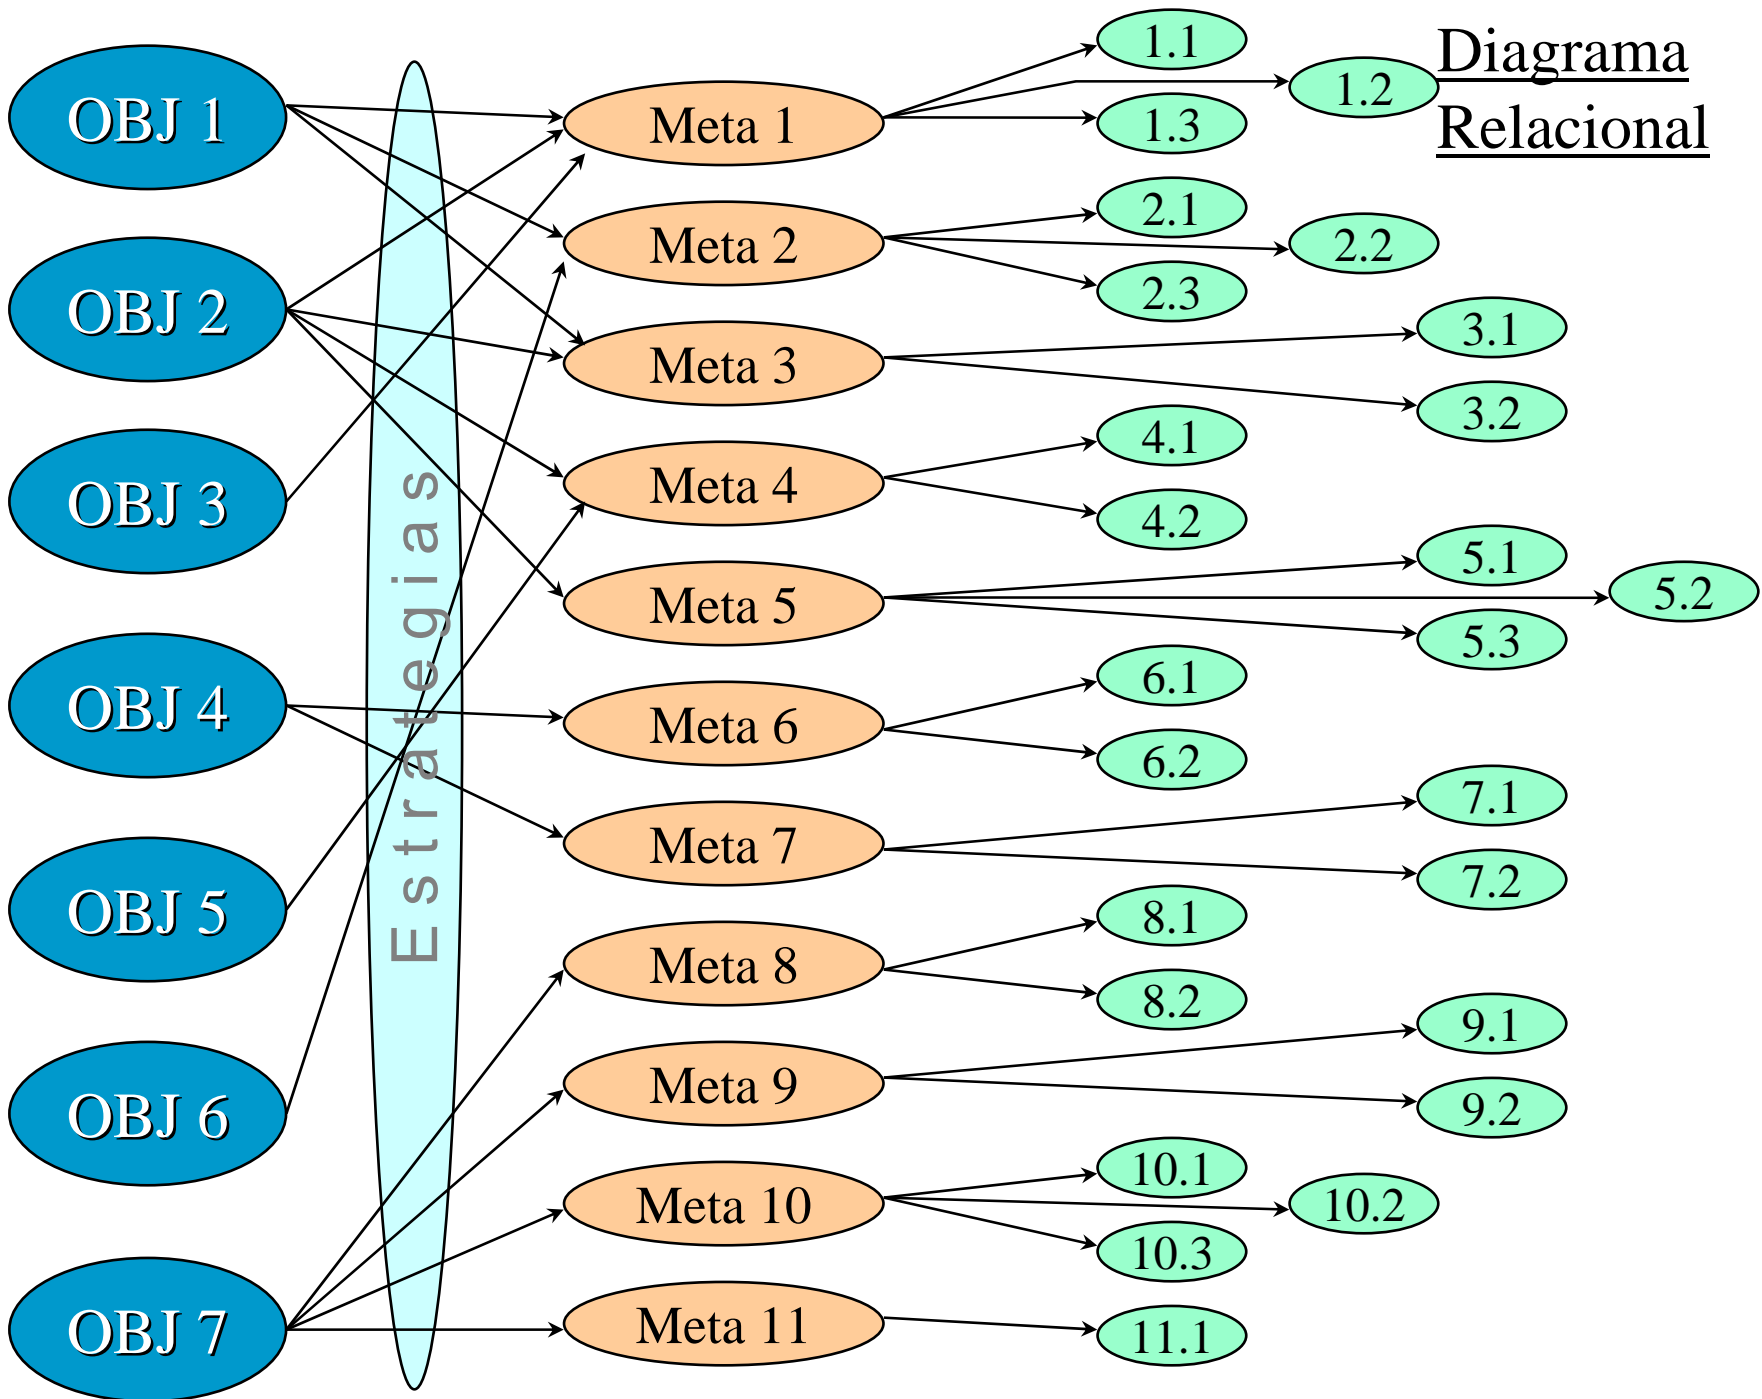 Diagrama
Relacional
OBJ 1
OBJ 2
OBJ 3
OBJ 4
OBJ 5
OBJ 6
OBJ 7
Estrategias
Meta 1
Meta 2
Meta 3
Meta 4
Meta 5
Meta 6
Meta 7
Meta 8
Meta 9
Meta 10
Meta 11
1.1
1.2
1.3
2.1
2.2
2.3
3.1
3.2
4.1
4.2
5.1
5.2
5.3
6.1
6.2
7.1
7.2
8.1
8.2
9.1
9.2
10.1
10.2
10.3
11.1